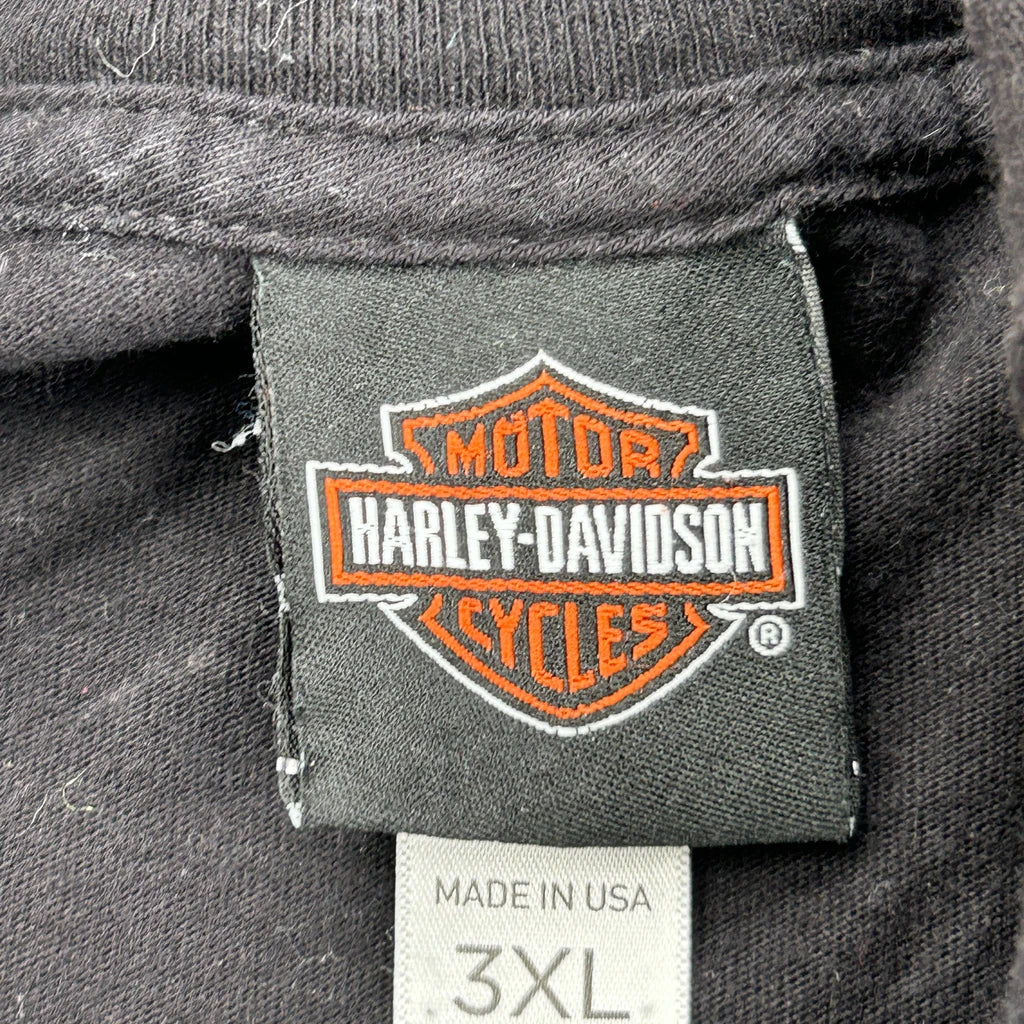 MOTOR
HARLEY-DAVIDSON
CYCLES
®
MADE IN USA
3XL